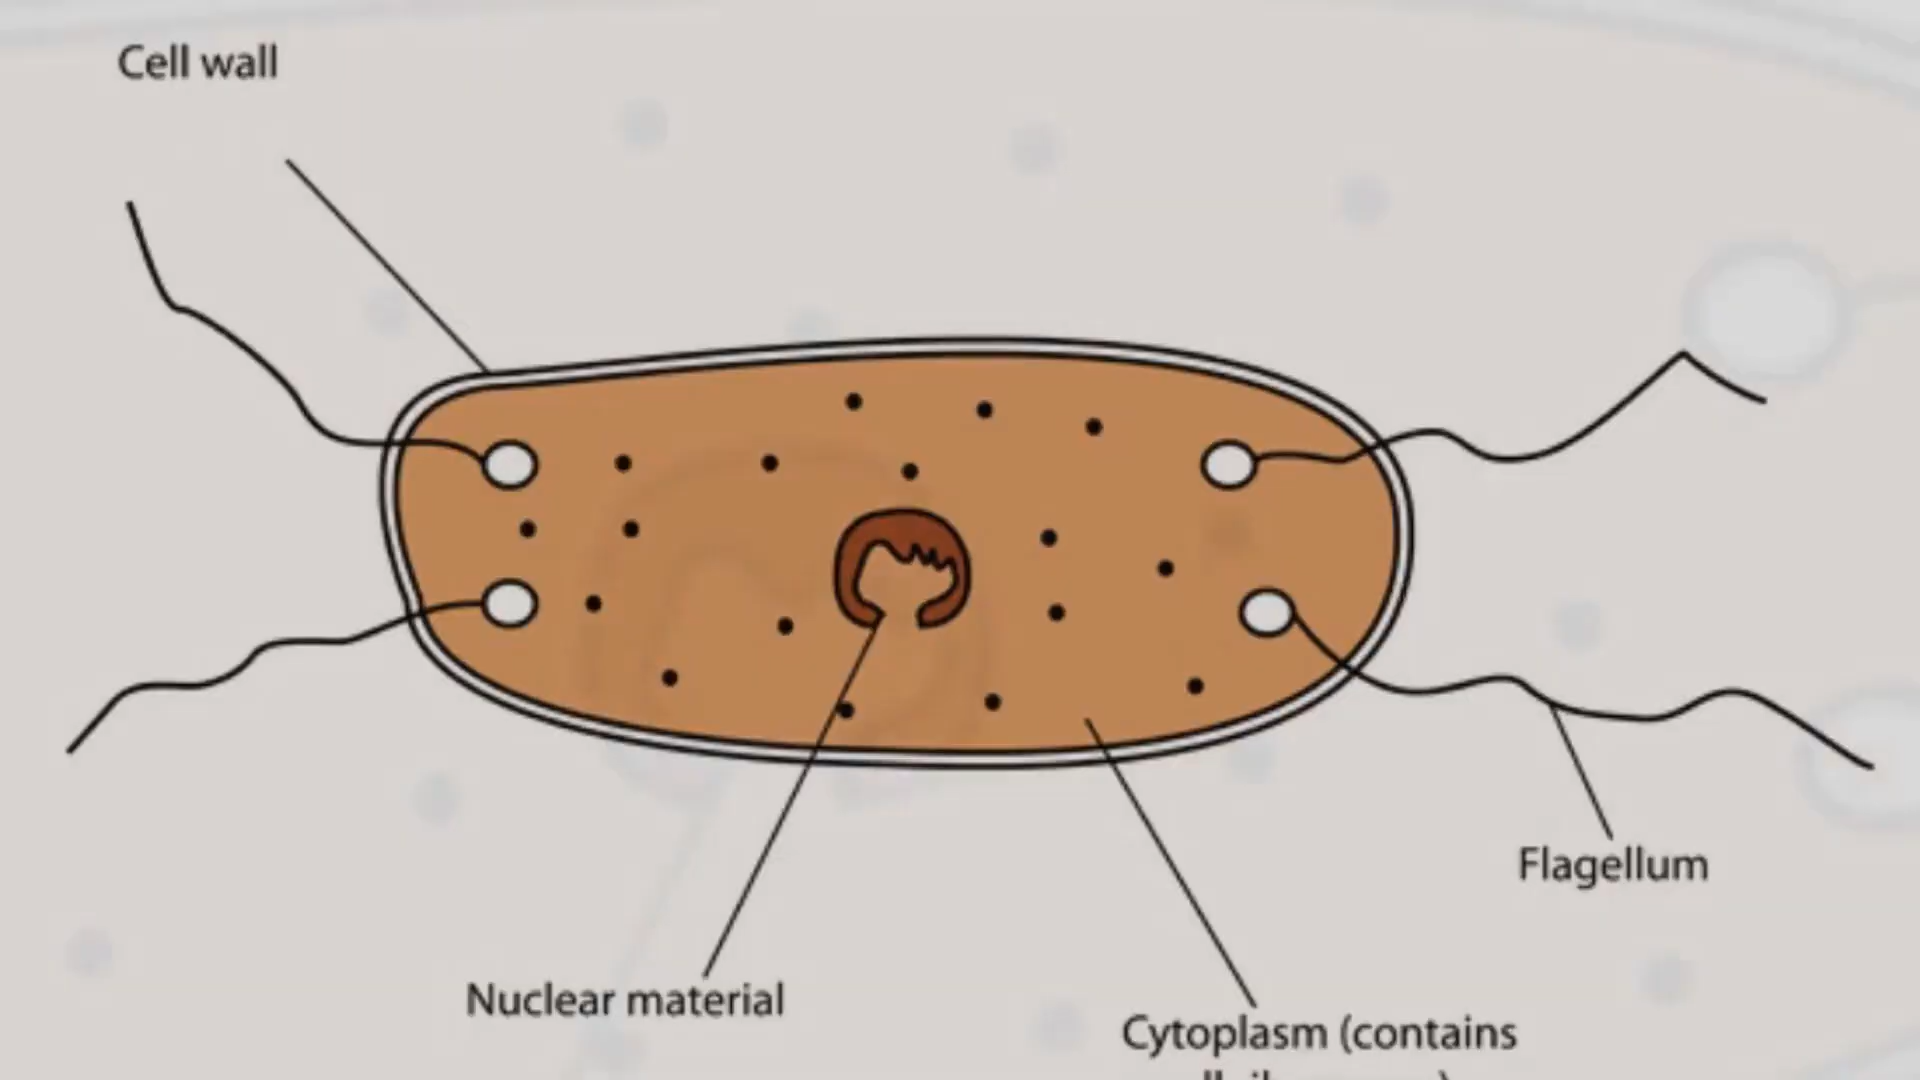 Cell wall
Flagellum
Nuclear material
Cytoplasm (contains